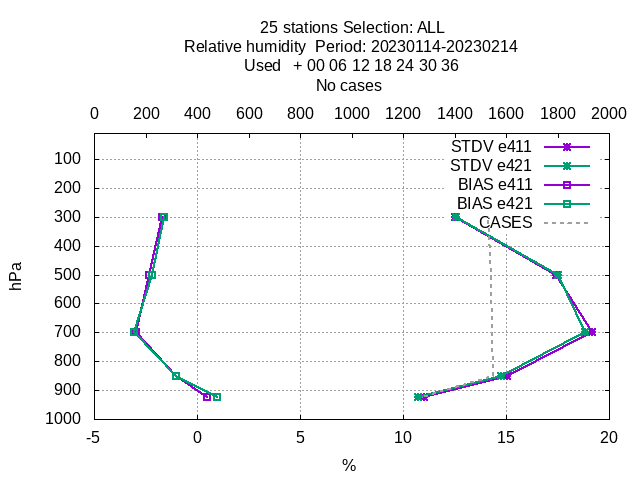 25 stations Selection: ALL
Relative humidity  Period: 20230114-20230214
Used   + 00 06 12 18 24 30 36
No cases
0 200 400 600 800 1000 1200 1400 1600 1800 2000
STDV e411
STDV e421
BIAS e411
BIAS e421
CASES
hPa
100
200
300
400
500
600
700
800
900
1000
-5 0 5 10 15 20
%